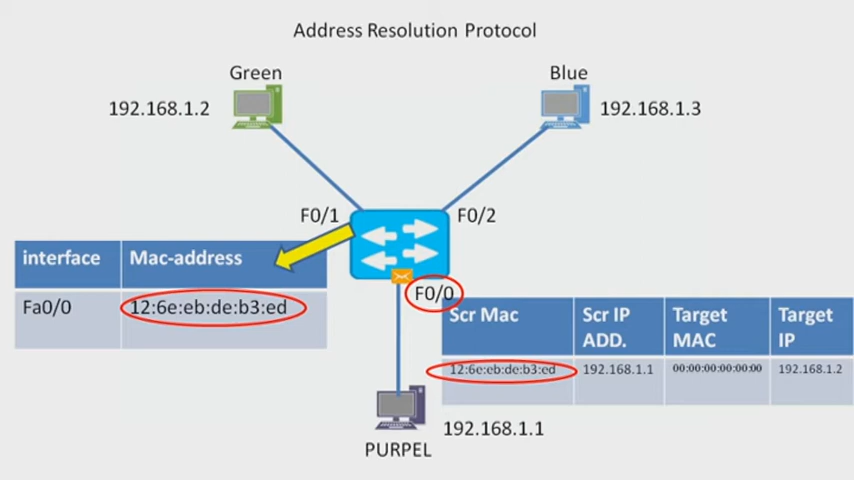 Address Resolution Protocol
Green
Blue
192.168.1.2
192.168.1.3
F0/1
F0/2
interface
Mac-address
Fa0/0
12:6e:eb:de:b3:ed
F0/0
Scr Mac
Scr IP ADD.
Target MAC
Target IP
12:6e:eb:de:b3:ed
192.168.1.1
00:00:00:00:00:00
192.168.1.2
192.168.1.1
PURPEL